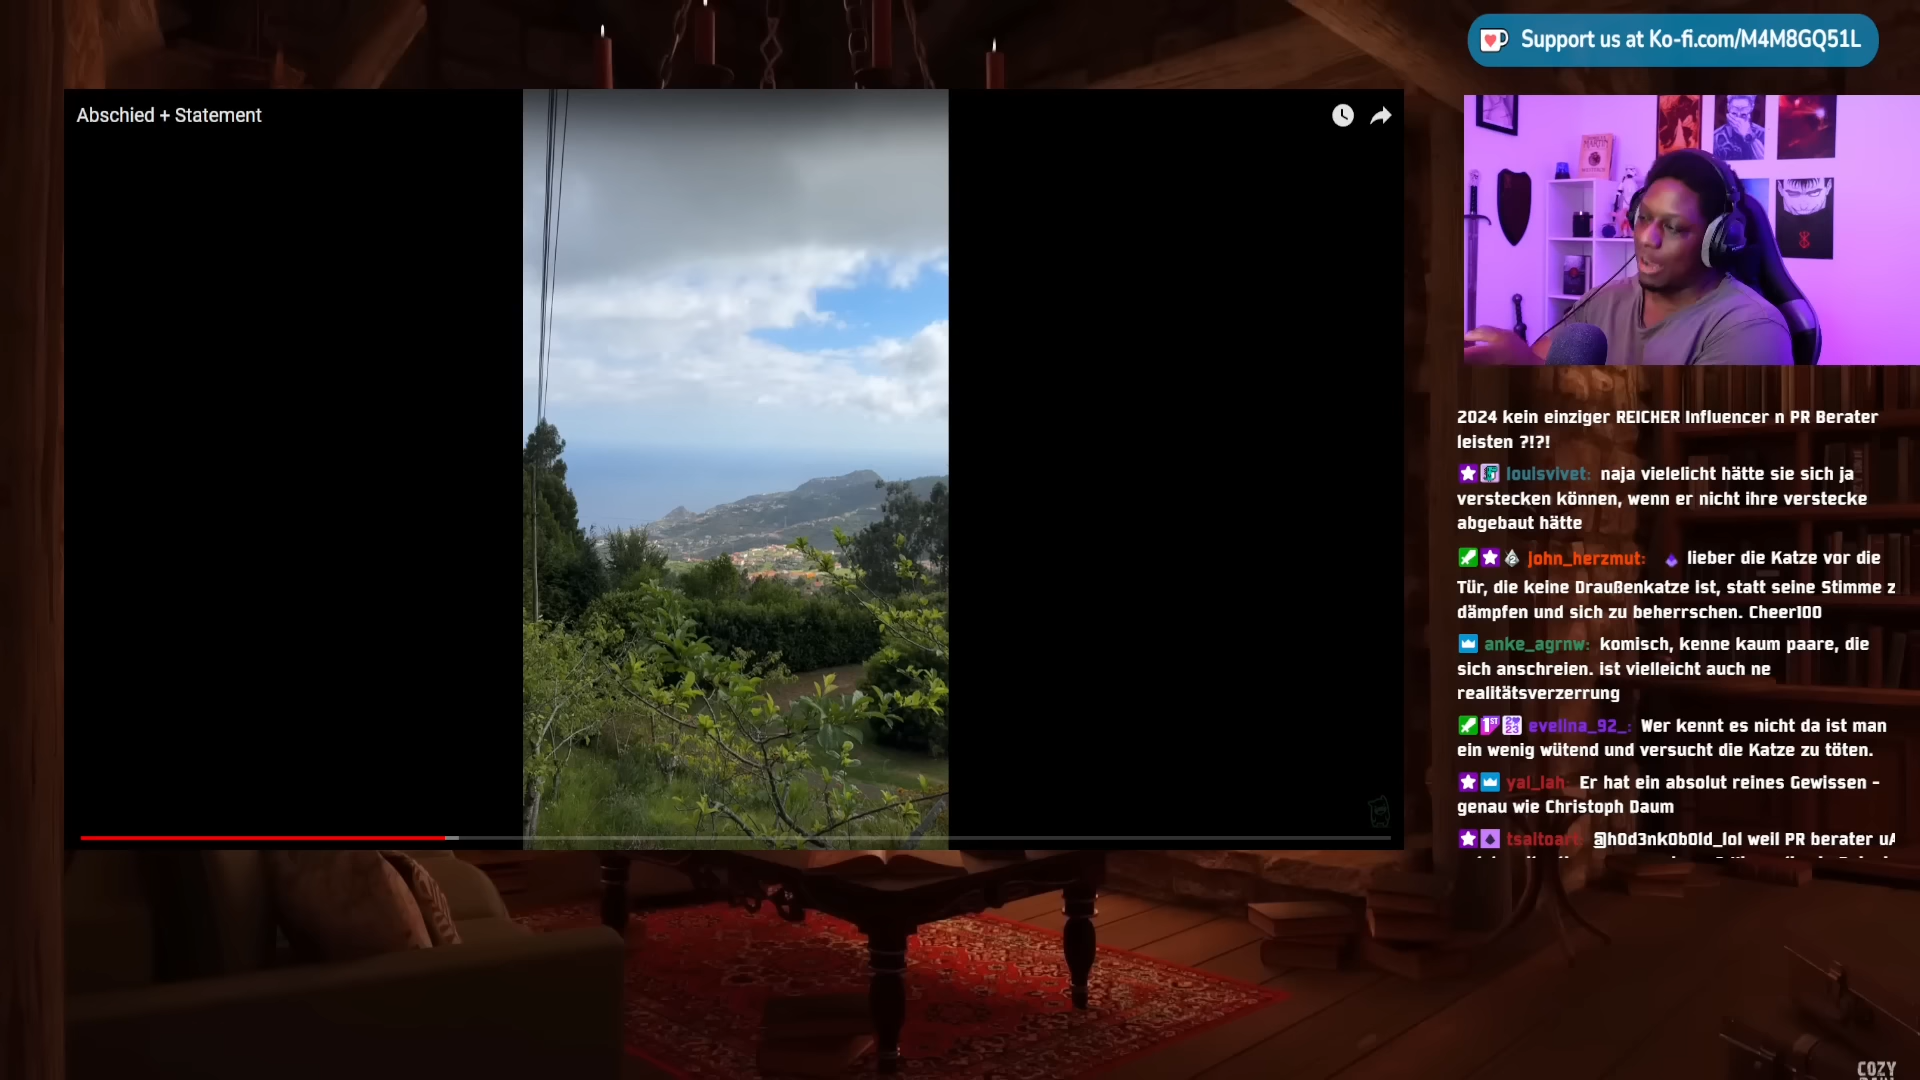 Support us at Ko-fi.com/M4M8GQ51L
Abschied + Statement
2024 kein einziger REICHER Influencer n PR Berater
leisten ?!?!
loulsvivet: naja vielelicht hätte sie sich ja
verstecken können, wenn er nicht ihre verstecke
abgebaut hätte
john_herzmut: lieber die Katze vor die
Tür, die keine Draußenkatze ist, statt seine Stimme z
dämpfen und sich zu beherrschen. Cheer100
anke_agrnw: komisch, kenne kaum paare, die
sich anschreien. ist vielleicht auch ne
realitätsverzerrung
evelina_92_: Wer kennt es nicht da ist man
ein wenig wütend und versucht die Katze zu töten.
yal_lah: Er hat ein absolut reines Gewissen -
genau wie Christoph Daum
@h0d3nk0b0ld_lol weil PR berater uA
COZY